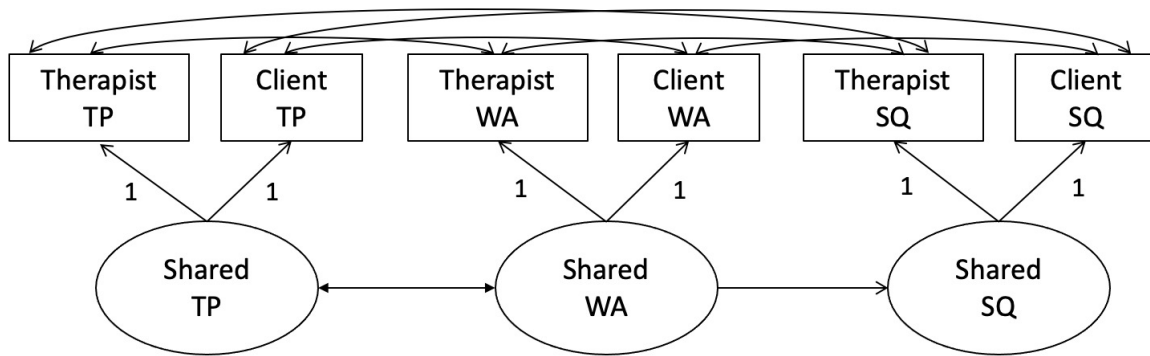 Therapist
TP
Client
TP
Therapist
WA
Client
WA
Therapist
SQ
Client
SQ
1
1
1
1
1
1
Shared
TP
Shared
WA
Shared
SQ